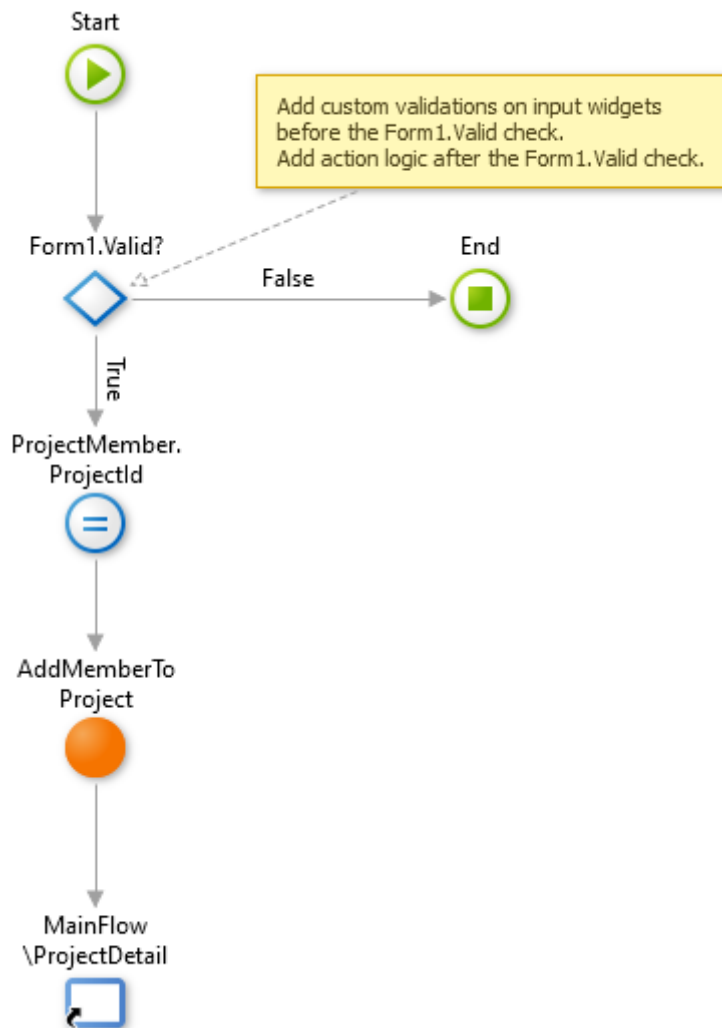 Start
Add custom validations on input widgets
before the Form1.Valid check.
Add action logic after the Form1.Valid check.
Form1.Valid?
End
False
True
ProjectMember.
ProjectId
AddMemberTo
Project
MainFlow
\ProjectDetail